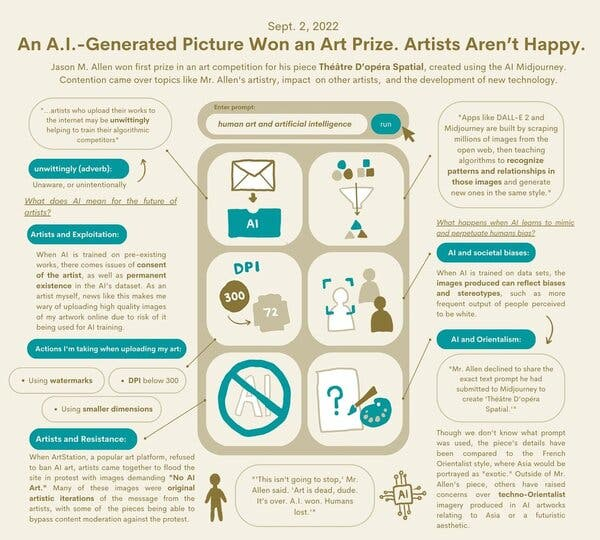 Sept. 2, 2022
An A.I.-Generated Picture Won an Art Prize. Artists Aren't Happy.
Jason M. Allen won first prize in an art competition for his piece Théâtre D'opéra Spatial, created using the AI Midjourney.
Contention came over topics like Mr. Allen's artistry, impact on other artists, and the development of new technology.
"...artists who upload their works to
the internet may be unwittingly
helping to train their algorithmic
competitors"
unwittingly (adverb):
Unaware, or unintentionally
What does AI mean for the future of
artists?
Artists and Exploitation:
When AI is trained on pre-existing
works, there comes issues of consent
of the artist, as well as permanent
existence in the AI's dataset. As an
artist myself, news like this makes me
wary of uploading high quality images
of my artwork online due to risk of it
being used for AI training.
Actions I'm taking when uploading my art:
• Using watermarks
• DPI below 300
• Using smaller dimensions
Artists and Resistance:
When ArtStation, a popular art platform,
refused to ban AI art, artists came together to flood the
site in protest with images demanding "No AI
Art." Many of these images were original
artistic iterations of the message from the
artists, with some of the pieces being able to
bypass content moderation against the protest.
Enter prompt:
human art and artificial intelligence
run
AI
DPI
300
72
AI
?
"'This isn't going to stop,' Mr.
Allen said. 'Art is dead, dude.
It's over. A.I. won. Humans
lost.'"
AI
"Apps like DALL-E 2 and
Midjourney are built by scraping
millions of images from the
open web, then teaching
algorithms to recognize
patterns and relationships in
those images and generate
new ones in the same style."
What happens when AI learns to mimic
and perpetuate human bias?
AI and societal biases:
When AI is trained on data sets, the
images produced can reflect biases
and stereotypes, such as more
frequent output of people perceived
to be white.
AI and Orientalism:
"Mr. Allen declined to share the
exact text prompt he had
submitted to Midjourney to
create 'Théâtre D'opéra
Spatial.'"
Though we don't know what prompt
was used, the piece's details have
been compared to the French
Orientalist style, where Asia would be
portrayed as "exotic." Outside of Mr.
Allen's piece, others have raised
concerns over techno-Orientalist
imagery produced in AI artworks
relating to Asia or a futuristic
aesthetic.